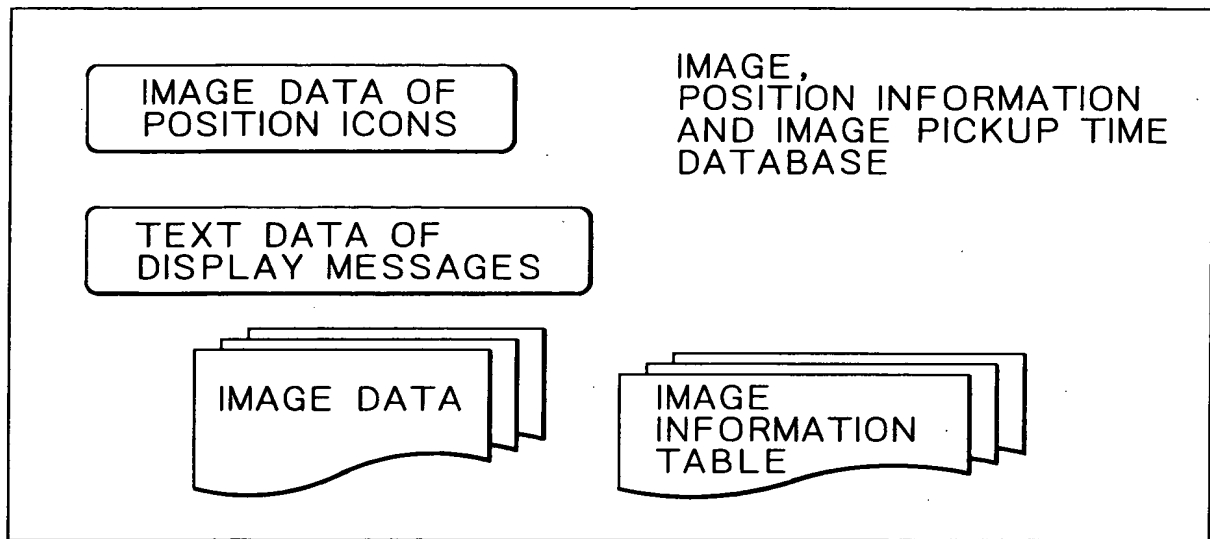 IMAGE DATA OF
POSITION ICONS
IMAGE,
POSITION INFORMATION
AND IMAGE PICKUP TIME
DATABASE
TEXT DATA OF
DISPLAY MESSAGES
IMAGE DATA
IMAGE
INFORMATION
TABLE